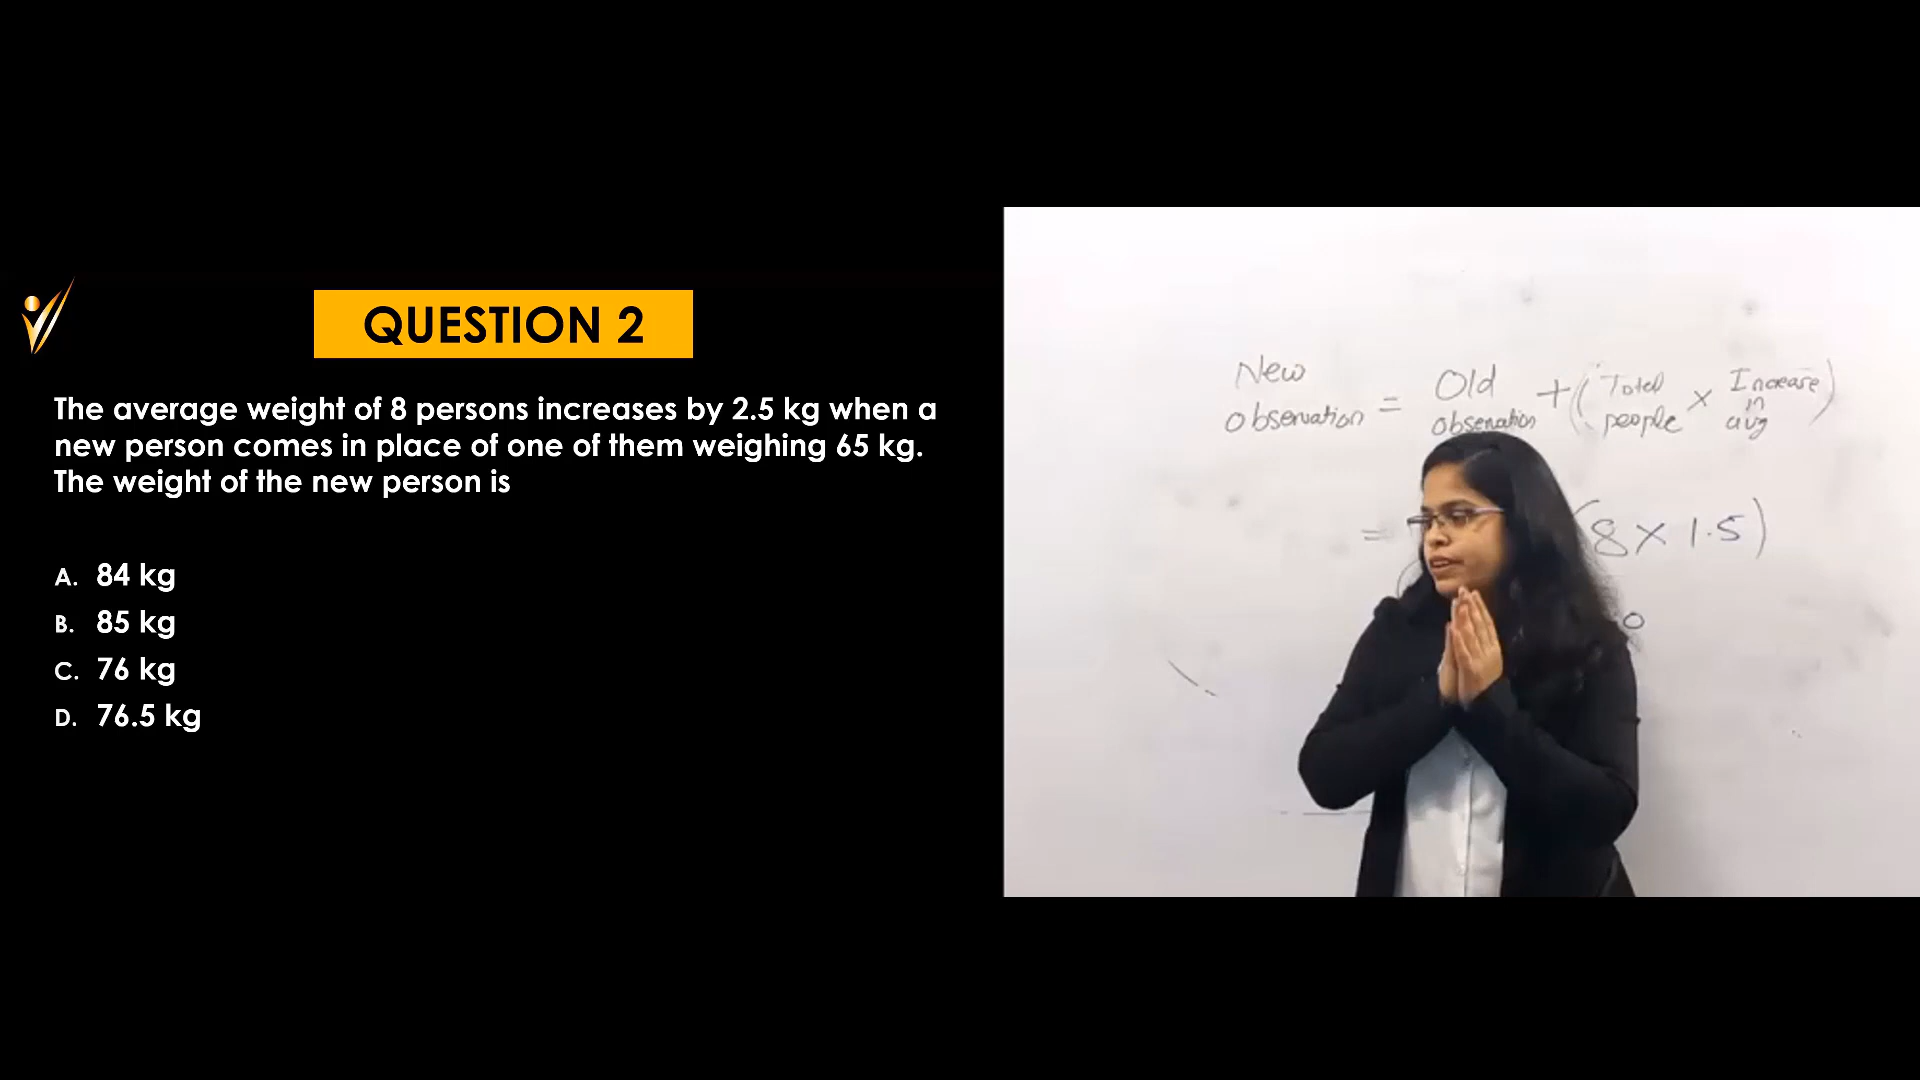 QUESTION 2
The average weight of 8 persons increases by 2.5 kg when a
new person comes in place of one of them weighing 65 kg.
The weight of the new person is
A. 84 kg
B. 85 kg
C. 76 kg
D. 76.5 kg
New observation = Old observation + (Total people × Increase in avg)
= (8 × 1.5)